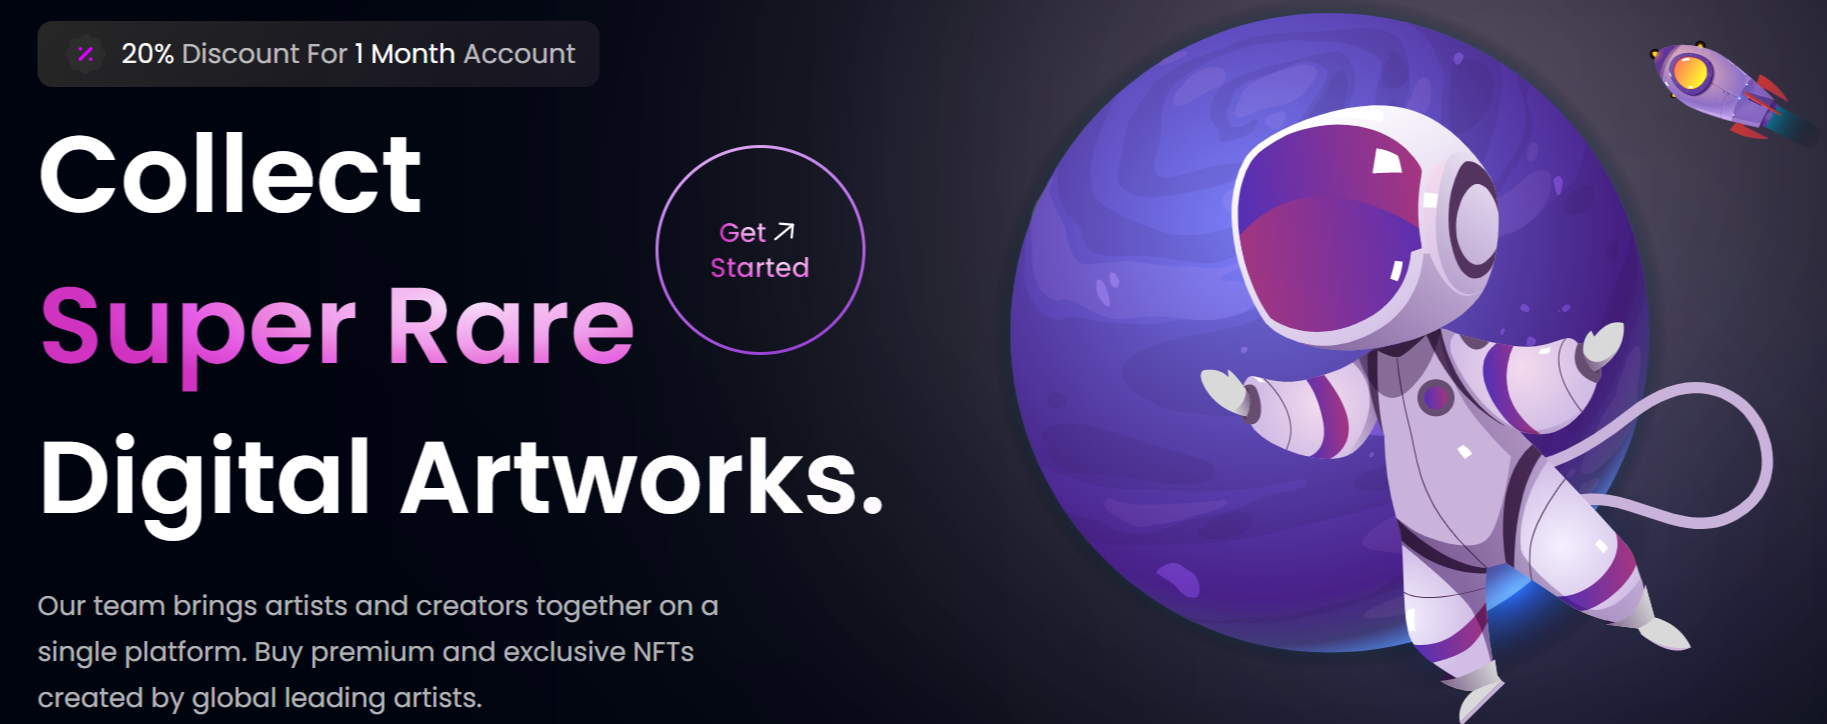 20% Discount For 1 Month Account
Collect
Super Rare
Get
Started
Digital Artworks.
Our team brings artists and creators together on a
single platform. Buy premium and exclusive NFTs
created by global leading artists.